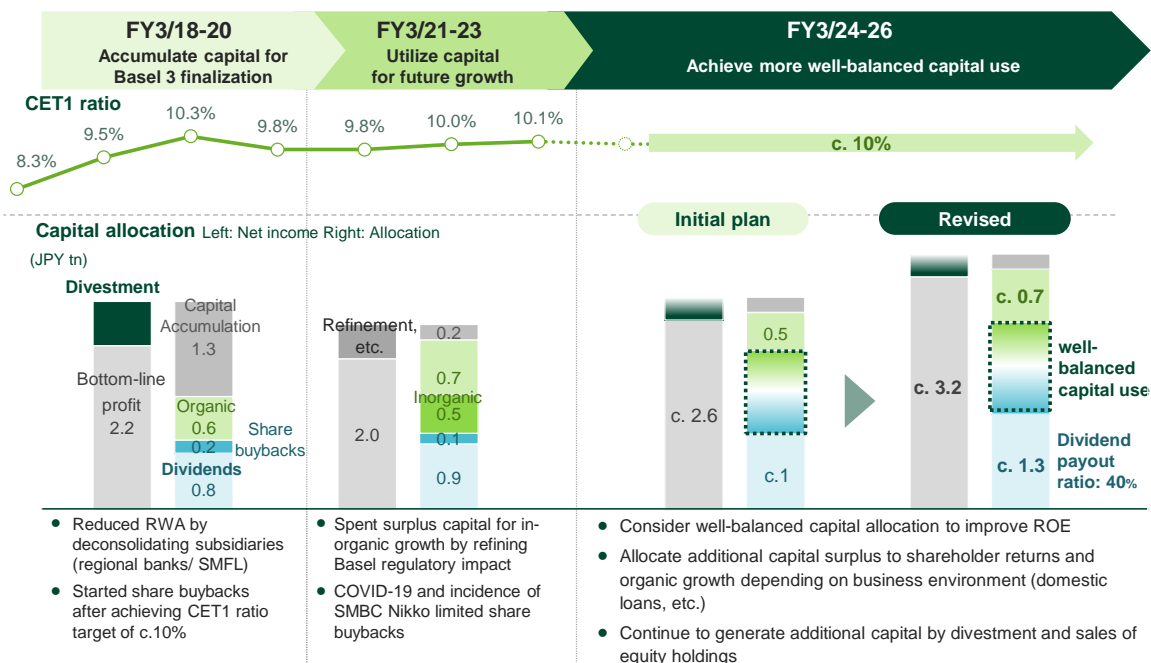 FY3/18-20
Accumulate capital for
Basel 3 finalization
FY3/21-23
Utilize capital
for future growth
FY3/24-26
Achieve more well-balanced capital use
CET1 ratio
8.3%
9.5%
10.3%
9.8%
9.8%
10.0%
10.1%
c. 10%
Initial plan
Revised
Capital allocation Left: Net income Right: Allocation
(JPY tn)
Divestment
Bottom-line
profit
2.2
Capital
Accumulation
1.3
Organic
0.6
0.2
Share
buybacks
Dividends
0.8
Refinement,
etc.
2.0
0.2
0.7
Inorganic
0.5
0.1
0.9
c. 2.6
0.5
c.1
c. 3.2
c. 0.7
c. 1.3
well-
balanced
capital use
Dividend
payout
ratio: 40%
● Reduced RWA by
deconsolidating subsidiaries
(regional banks/ SMFL)
● Started share buybacks
after achieving CET1 ratio
target of c.10%
● Spent surplus capital for in-
organic growth by refining
Basel regulatory impact
● COVID-19 and incidence of
SMBC Nikko limited share
buybacks
● Consider well-balanced capital allocation to improve ROE
● Allocate additional capital surplus to shareholder returns and
organic growth depending on business environment (domestic
loans, etc.)
● Continue to generate additional capital by divestment and sales of
equity holdings